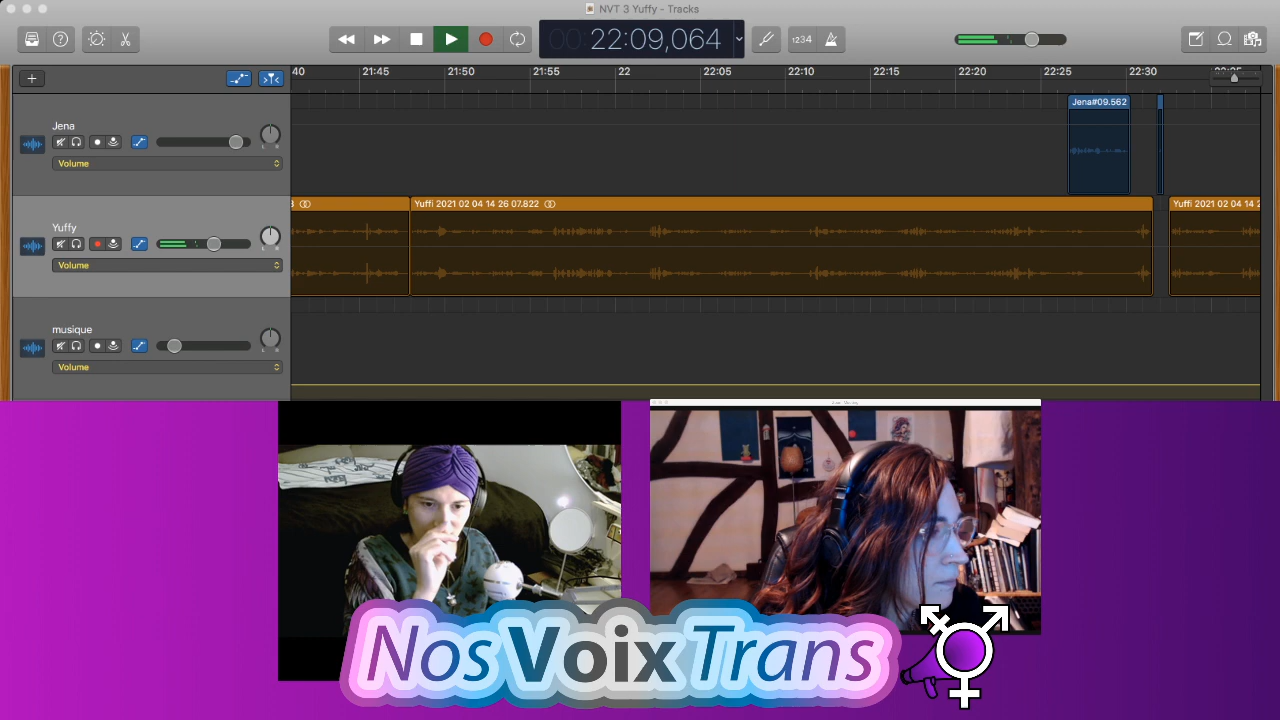 NVT 3 Yuffy - Tracks
00:22:09,064
1234
40 21:45 21:50 21:55 22 22:05 22:10 22:15 22:20 22:25 22:30
Jena#09.562
Jena
L R
Volume
Yuffi 2021 02 04 14 26 07.822
Yuffi 2021 02 04 14 2
Yuffy
L R
Volume
musique
L R
Volume
Nos Voix Trans